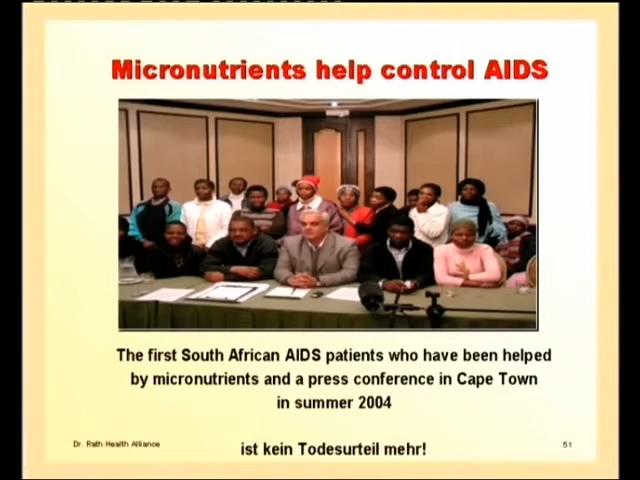 Micronutrients help control AIDS
The first South African AIDS patients who have been helped
by micronutrients and a press conference in Cape Town
in summer 2004
ist kein Todesurteil mehr!
Dr. Rath Health Alliance
51